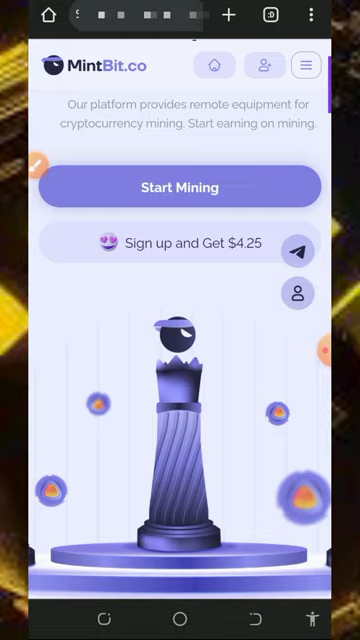 :D
MintBit.co
Our platform provides remote equipment for
cryptocurrency mining. Start earning on mining.
Start Mining
Sign up and Get $4.25